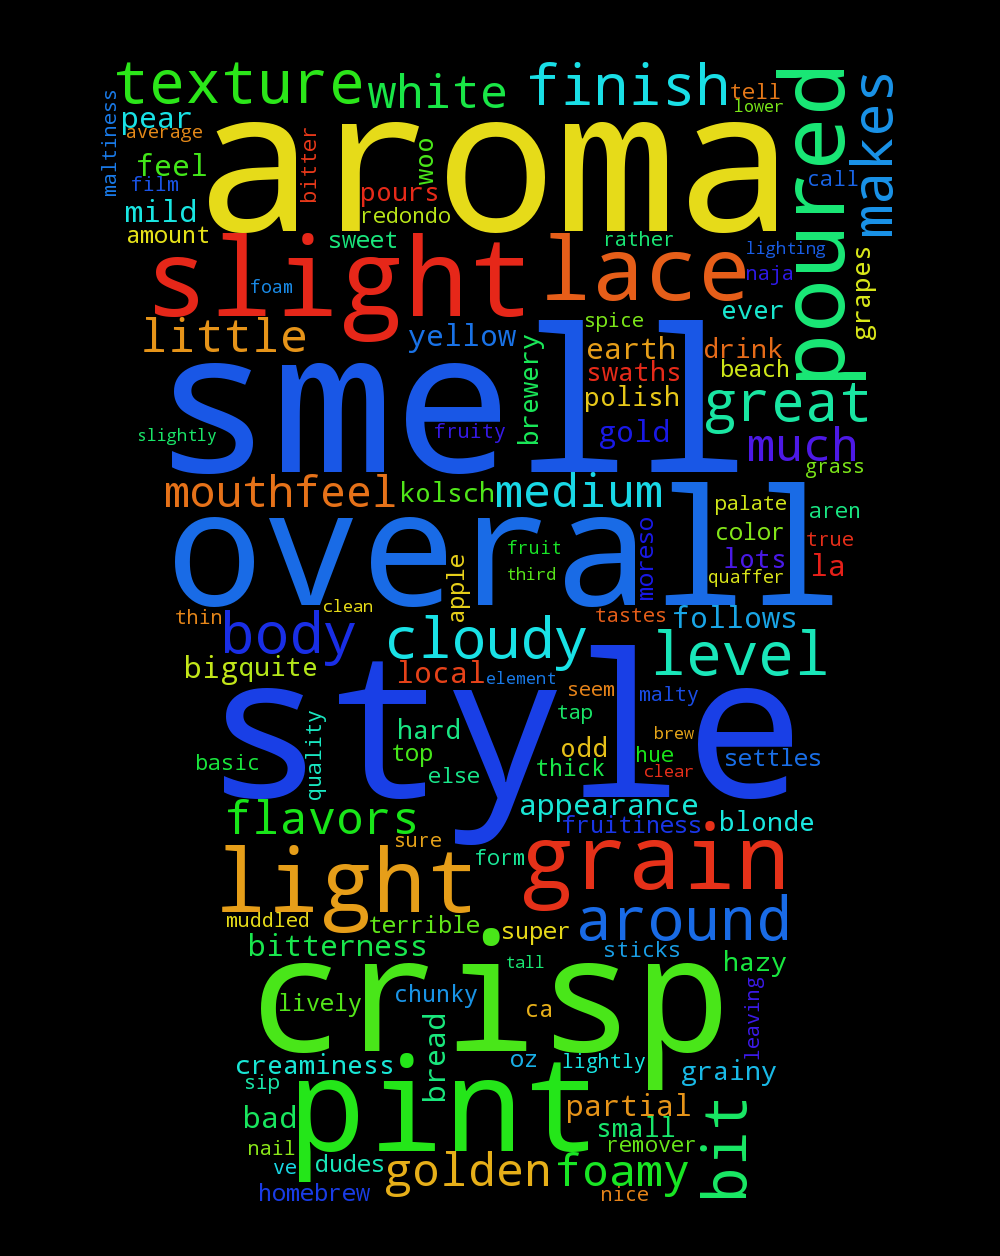 texture
white
finish
tell
lower
poured
makes
maltiness
pear
average
aroma
bitter
woo
feel
film
pours
call
mild
redondo
amount
sweet
rather
lighting
slight
lace
naja
grapes
foam
ever
little
yellow
spice
brewery
earth
drink
swaths
beach
smell
polish
great
slightly
fruity
gold
much
grass
mouthfeel
kolsch
medium
palate
aren
overall
moreso
color
true
fruit
lots
la
apple
third
quaffer
thin
clean
tastes
follows
body
cloudy
level
big
quite
local
element
seem
malty
style
quality
hard
tap
brew
basic
top
odd
hue
settles
else
thick
clear
flavors
appearance
fruitiness
blonde
sure
light
form
grain
muddled
terrible
super
around
bitterness
sticks
crisp
tall
hazy
lively
chunky
ca
leaving
creaminess
bread
oz
lightly
grainy
sip
pint
bad
partial
bit
small
nail
remover
ve
dudes
golden
foamy
homebrew
nice